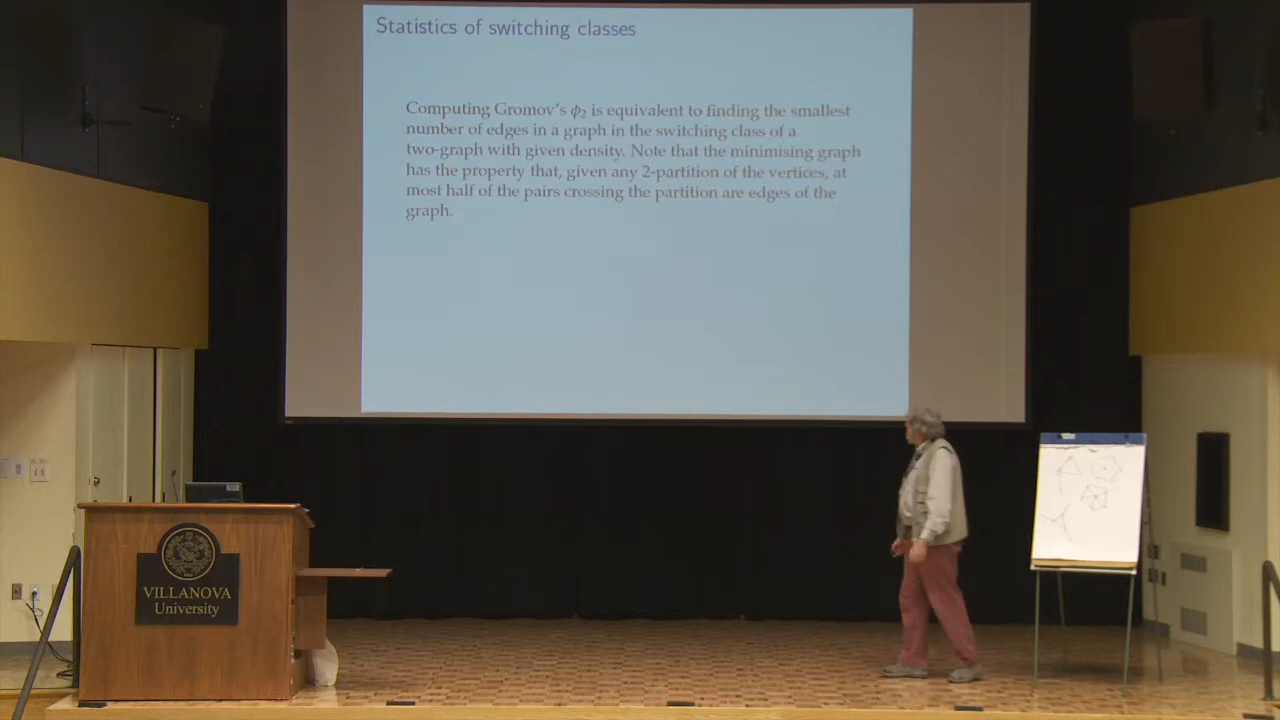 Statistics of switching classes
Computing Gromov's ϕ₂ is equivalent to finding the smallest
number of edges in a graph in the switching class of a
two-graph with given density. Note that the minimising graph
has the property that, given any 2-partition of the vertices, at
most half of the pairs crossing the partition are edges of the
graph.
VILLANOVA
University